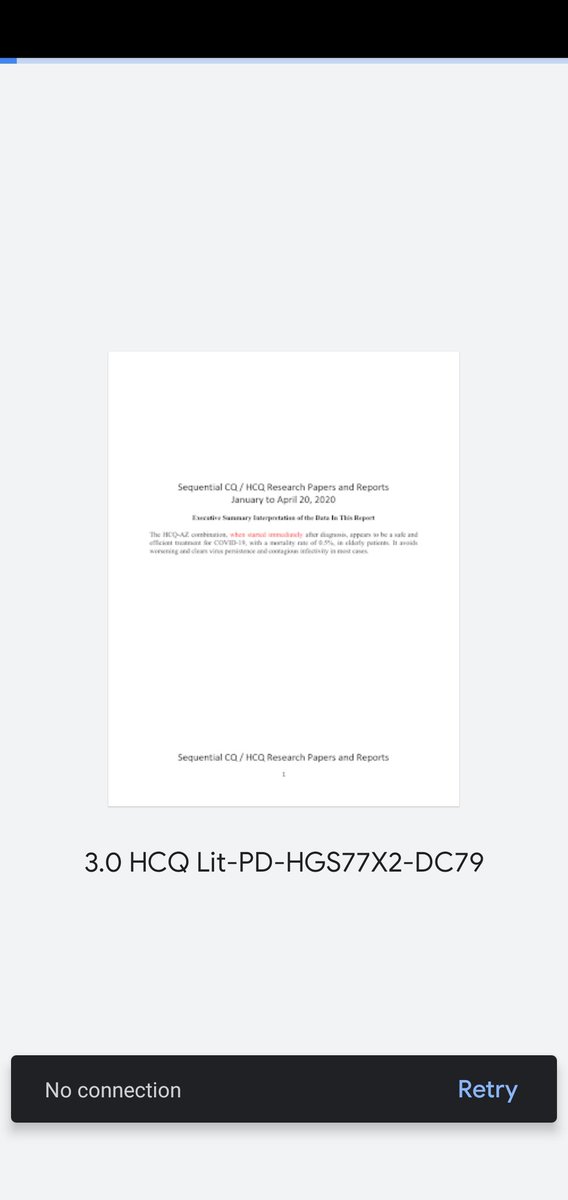 Sequential CQ / HCQ Research Papers and Reports
January to April 20, 2020
Executive Summary Interpretation of the Data In This Report
The HCQ-AZ combination, when started immediately after diagnosis, appears to be a safe and
efficient treatment for COVID-19, with a mortality rate of 0.5%, in elderly patients. It avoids
worsening and clears virus persistence and contagious infectivity in most cases.
Sequential CQ / HCQ Research Papers and Reports
1
3.0 HCQ Lit-PD-HGS77X2-DC79
No connection
Retry